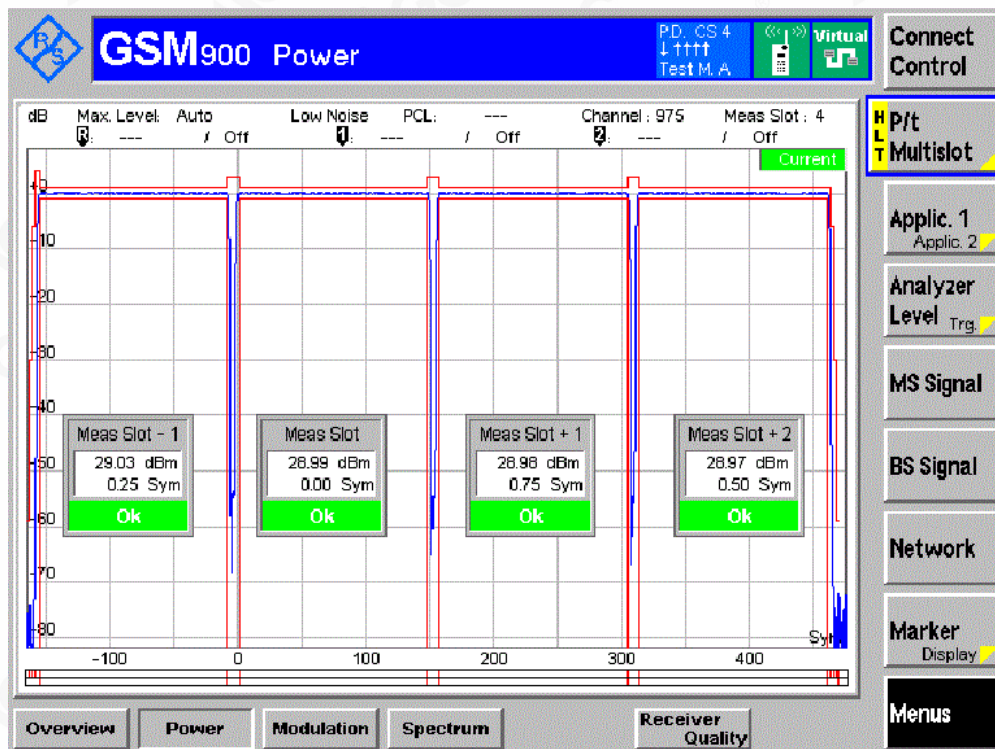 R/S
GSM900 Power
P.D. CS 4
↓ ↑↑↑↑
Test M. A
Virtual
Connect
Control
dB Max. Level: Auto Low Noise PCL: --- Channel : 975 Meas Slot : 4
R: --- / Off 1: --- / Off 2: --- / Off
HLT
P/t
Multislot
Current
+0
-10
-20
-30
-40
-50
-60
-70
-80
Applic. 1
Applic. 2
Analyzer
Level Trg.
MS Signal
Meas Slot - 1
29.03 dBm
0.25 Sym
Ok
Meas Slot
28.99 dBm
0.00 Sym
Ok
Meas Slot + 1
28.98 dBm
0.75 Sym
Ok
Meas Slot + 2
28.97 dBm
0.50 Sym
Ok
BS Signal
Network
Sym
-100 0 100 200 300 400
Marker
Display
Overview Power Modulation Spectrum Receiver Quality
Menus